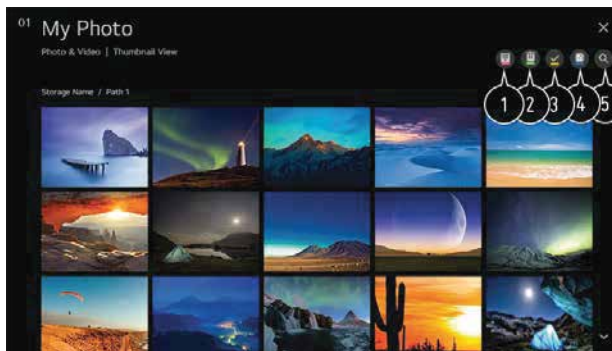 01 My Photo
Photo & Video | Thumbnail View
1 2 3 4 5
Storage Name / Path 1